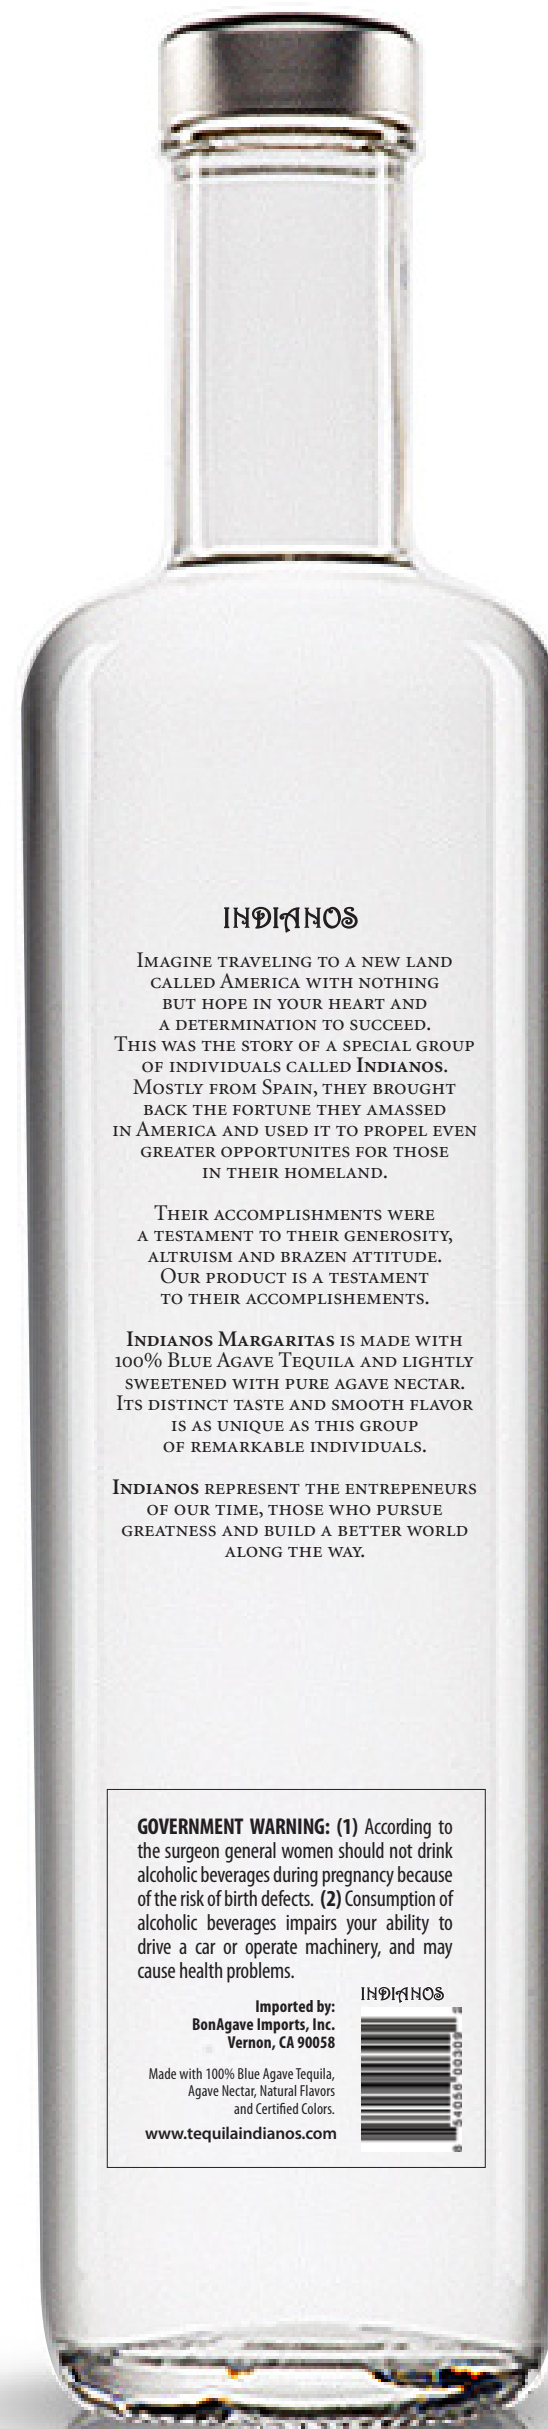 INDIANOS
Imagine traveling to a new land
called America with nothing
but hope in your heart and
a determination to succeed.
This was the story of a special group
of individuals called Indianos.
Mostly from Spain, they brought
back the fortune they amassed
in America and used it to propel even
greater opportunites for those
in their homeland.
Their accomplishments were
a testament to their generosity,
altruism and brazen attitude.
Our product is a testament
to their accomplishements.
Indianos Margaritas is made with
100% Blue Agave Tequila and lightly
sweetened with pure agave nectar.
Its distinct taste and smooth flavor
is as unique as this group
of remarkable individuals.
Indianos represent the entrepeneurs
of our time, those who pursue
greatness and build a better world
along the way.
GOVERNMENT WARNING: (1) According to
the surgeon general women should not drink
alcoholic beverages during pregnancy because
of the risk of birth defects. (2) Consumption of
alcoholic beverages impairs your ability to
drive a car or operate machinery, and may
cause health problems.
Imported by:
BonAgave Imports, Inc.
Vernon, CA 90058
Made with 100% Blue Agave Tequila,
Agave Nectar, Natural Flavors
and Certified Colors.
www.tequilaindianos.com
INDIANOS
8 54056 00309 2